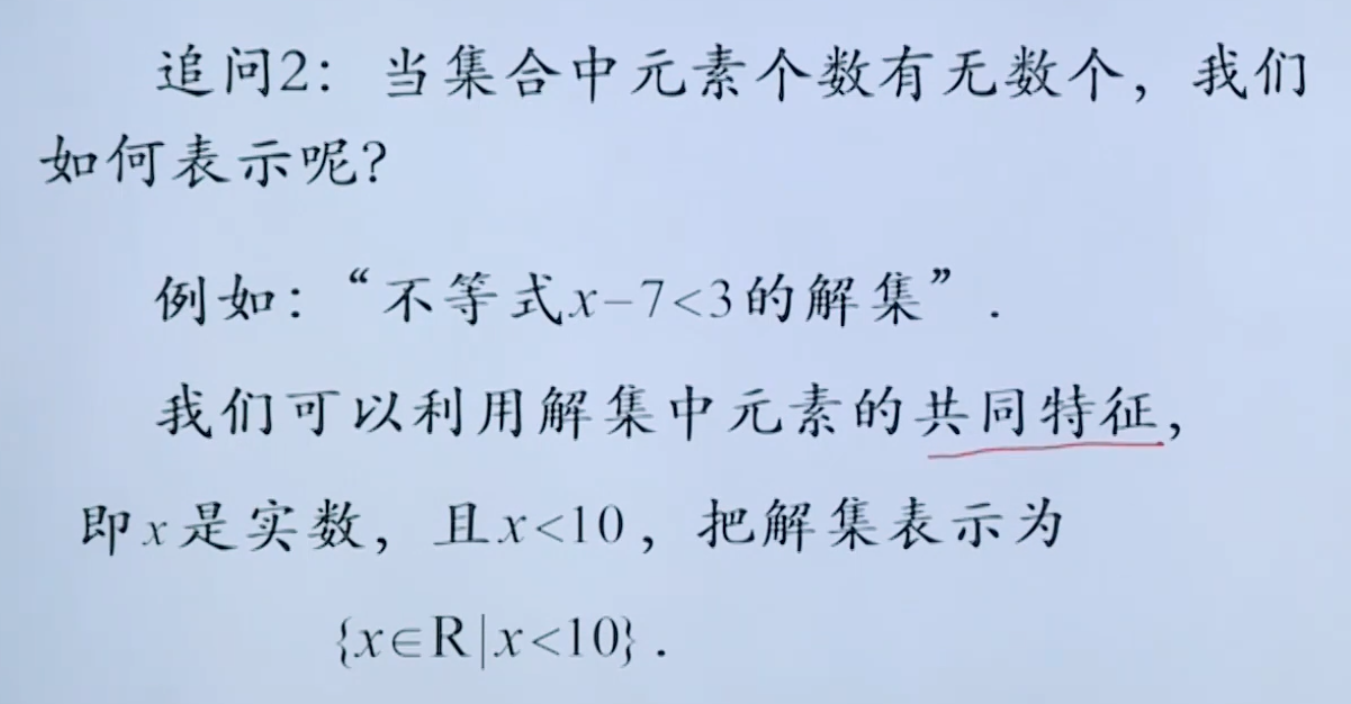 追问2：当集合中元素个数有无数个，我们
如何表示呢?
例如：“不等式x-7<3的解集”.
我们可以利用解集中元素的共同特征，
即x是实数，且x<10，把解集表示为
{x∈R|x<10}.